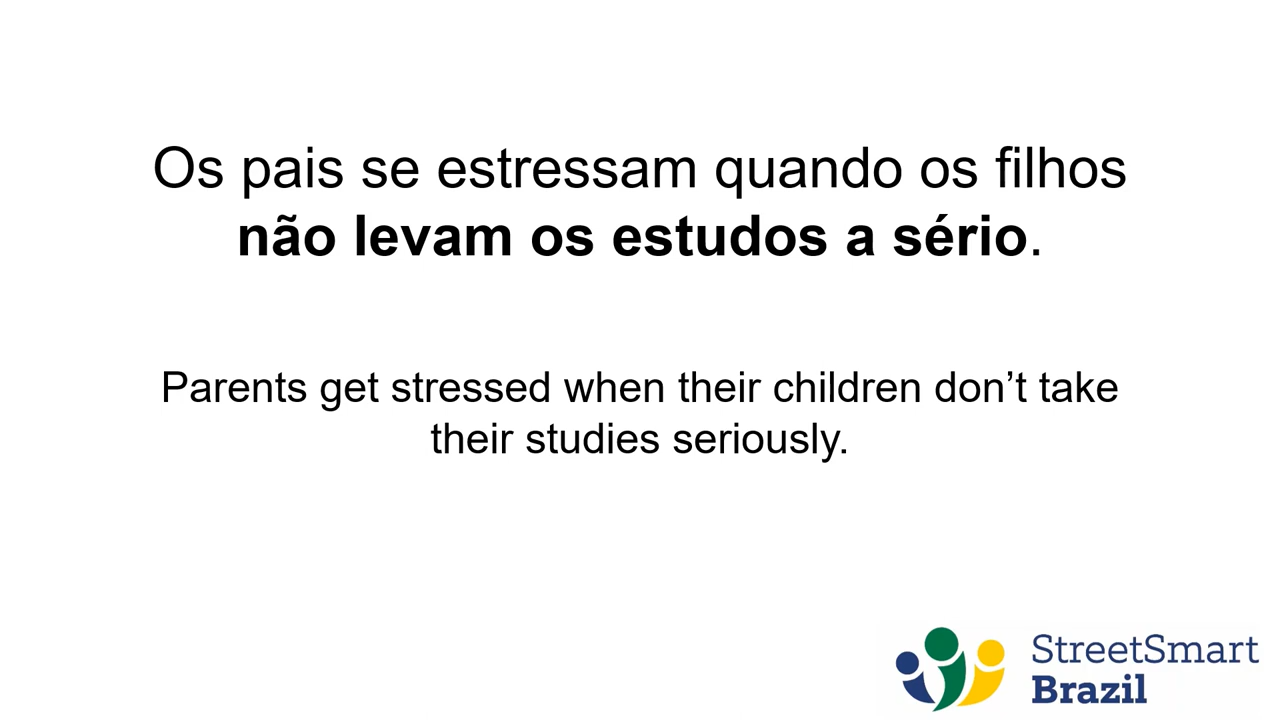 Os pais se estressam quando os filhos
não levam os estudos a sério.
Parents get stressed when their children don’t take
their studies seriously.
StreetSmart
Brazil